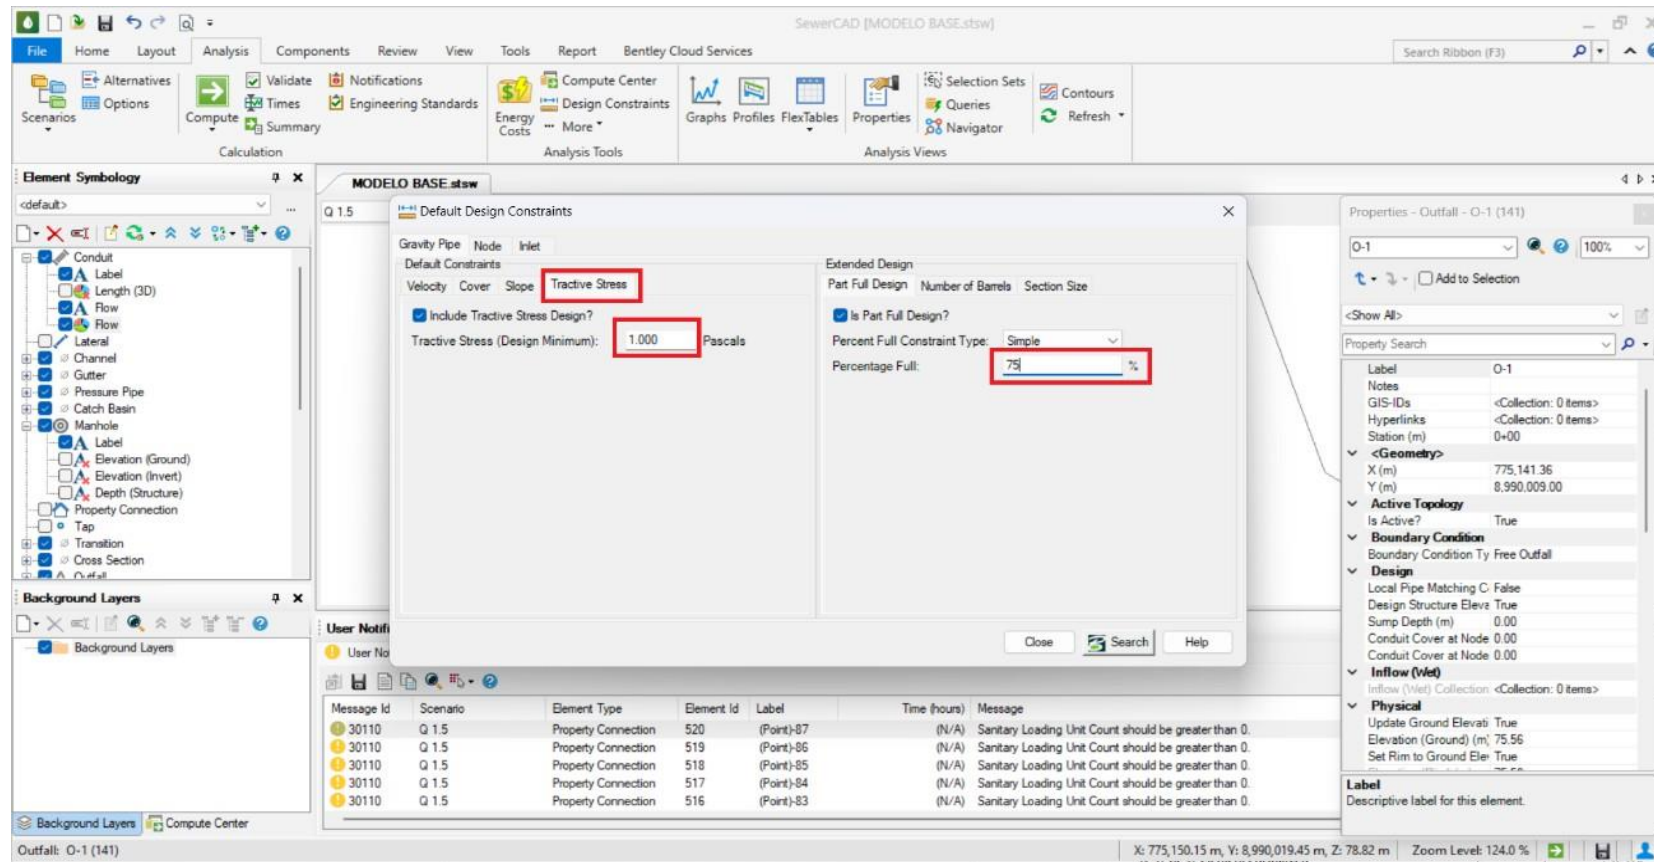 SewerCAD [MODELO BASE.stsw]
File Home Layout Analysis Components Review View Tools Report Bentley Cloud Services Search Ribbon (F3)
Scenarios Alternatives Options
Compute Validate Times Summary Notifications Engineering Standards
Calculation
Energy Costs Compute Center Design Constraints More
Analysis Tools
Graphs Profiles FlexTables Properties Selection Sets Queries Navigator Contours Refresh
Analysis Views
Element Symbology
<default>
Conduit
Label
Length (3D)
Flow
Flow
Lateral
Channel
Gutter
Pressure Pipe
Catch Basin
Manhole
Label
Elevation (Ground)
Elevation (Invert)
Depth (Structure)
Property Connection
Tap
Transition
Cross Section
Outfall
Background Layers
Background Layers
Background Layers Compute Center
MODELO BASE.stsw
Q 1.5
Default Design Constraints
Gravity Pipe Node Inlet
Default Constraints
Velocity Cover Slope Tractive Stress
Include Tractive Stress Design?
Tractive Stress (Design Minimum): 1.000 Pascals
Extended Design
Part Full Design Number of Barrels Section Size
Is Part Full Design?
Percent Full Constraint Type: Simple
Percentage Full: 75 %
Close Search Help
User Notifi
User No
Message Id Scenario Element Type Element Id Label Time (hours) Message
30110 Q 1.5 Property Connection 520 (Point)-87 (N/A) Sanitary Loading Unit Count should be greater than 0.
30110 Q 1.5 Property Connection 519 (Point)-86 (N/A) Sanitary Loading Unit Count should be greater than 0.
30110 Q 1.5 Property Connection 518 (Point)-85 (N/A) Sanitary Loading Unit Count should be greater than 0.
30110 Q 1.5 Property Connection 517 (Point)-84 (N/A) Sanitary Loading Unit Count should be greater than 0.
30110 Q 1.5 Property Connection 516 (Point)-83 (N/A) Sanitary Loading Unit Count should be greater than 0.
Properties - Outfall - O-1 (141)
O-1 100%
Add to Selection
<Show All>
Property Search
Label O-1
Notes
GIS-IDs <Collection: 0 items>
Hyperlinks <Collection: 0 items>
Station (m) 0+00
<Geometry>
X (m) 775,141.36
Y (m) 8,990,009.00
Active Topology
Is Active? True
Boundary Condition
Boundary Condition Ty Free Outfall
Design
Local Pipe Matching C False
Design Structure Eleva True
Sump Depth (m) 0.00
Conduit Cover at Node 0.00
Conduit Cover at Node 0.00
Inflow (Wet)
Inflow (Wet) Collection <Collection: 0 items>
Physical
Update Ground Elevati True
Elevation (Ground) (m) 75.56
Set Rim to Ground Ele True
Label
Descriptive label for this element.
Outfall: O-1 (141)
X: 775,150.15 m, Y: 8,990,019.45 m, Z: 78.82 m Zoom Level: 124.0 %